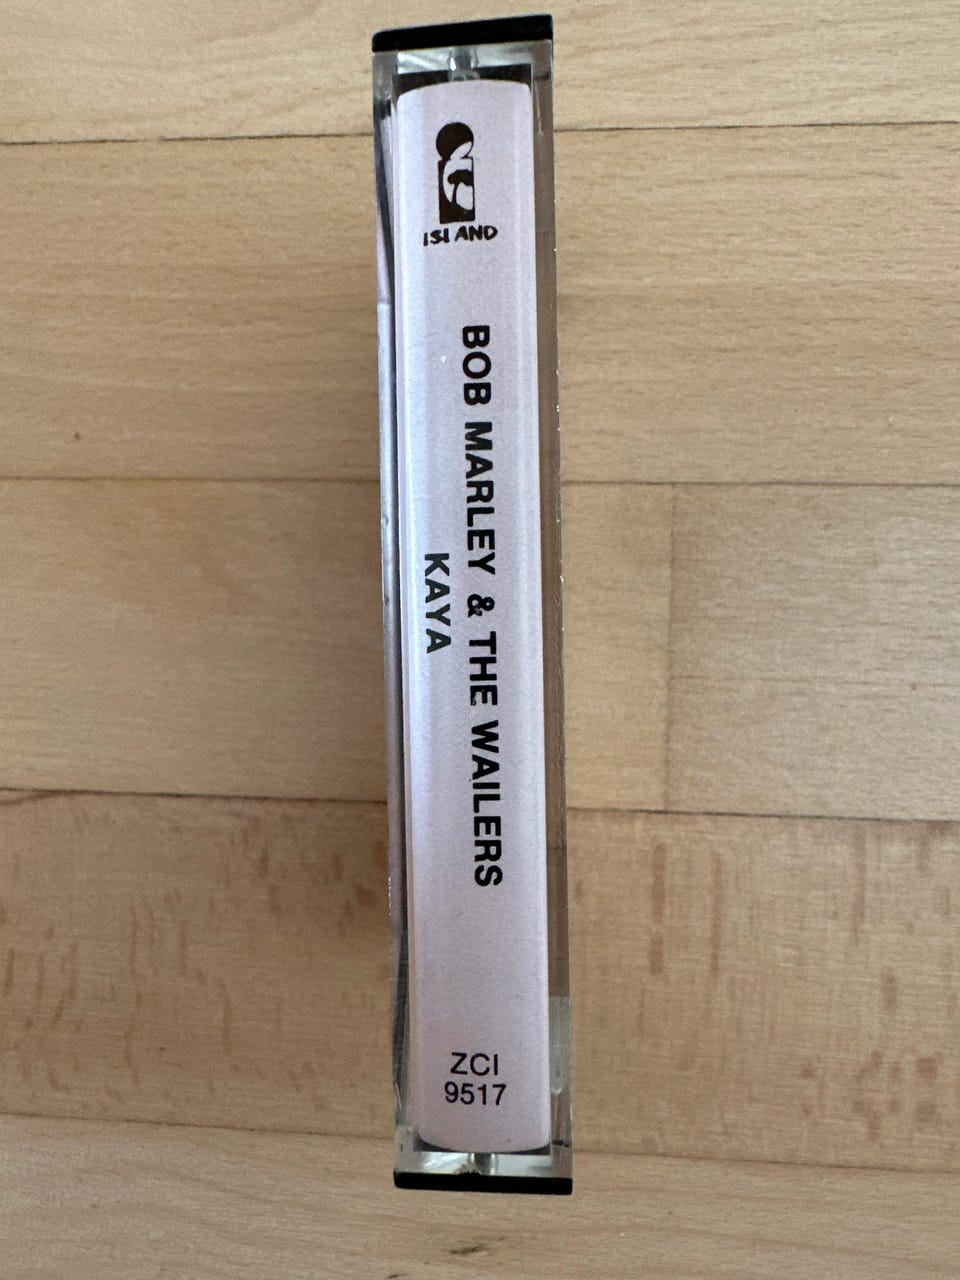 ISLAND
BOB MARLEY & THE WAILERS
KAYA
ZCI
9517